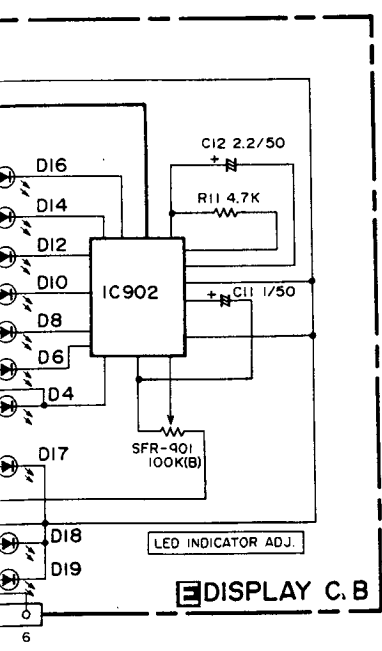 C12 2.2/50
+
D16
R11 4.7K
D14
D12
D10
IC902
+ C11 1/50
D8
D6
D4
SFR-901
100K(B)
D17
D18
LED INDICATOR ADJ.
D19
E DISPLAY C.B
6